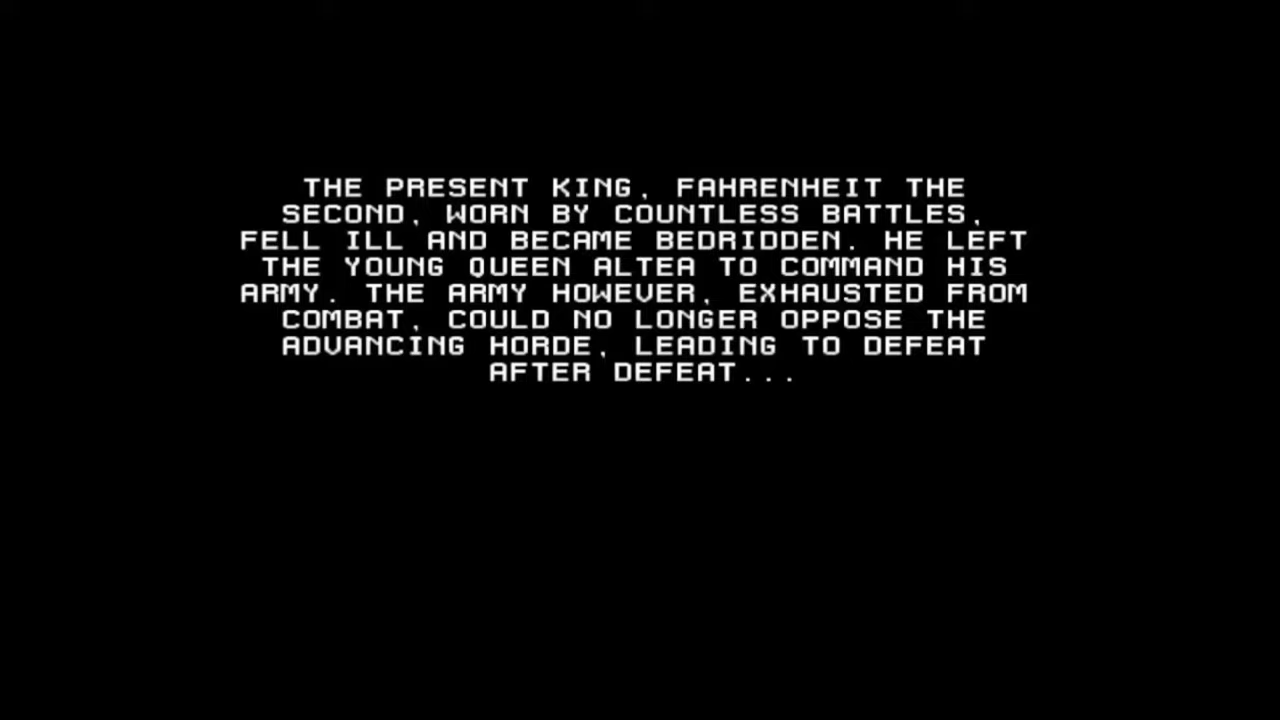 THE PRESENT KING, FAHRENHEIT THE
SECOND, WORN BY COUNTLESS BATTLES,
FELL ILL AND BECAME BEDRIDDEN. HE LEFT
THE YOUNG QUEEN ALTEA TO COMMAND HIS
ARMY. THE ARMY HOWEVER, EXHAUSTED FROM
COMBAT, COULD NO LONGER OPPOSE THE
ADVANCING HORDE, LEADING TO DEFEAT
AFTER DEFEAT...